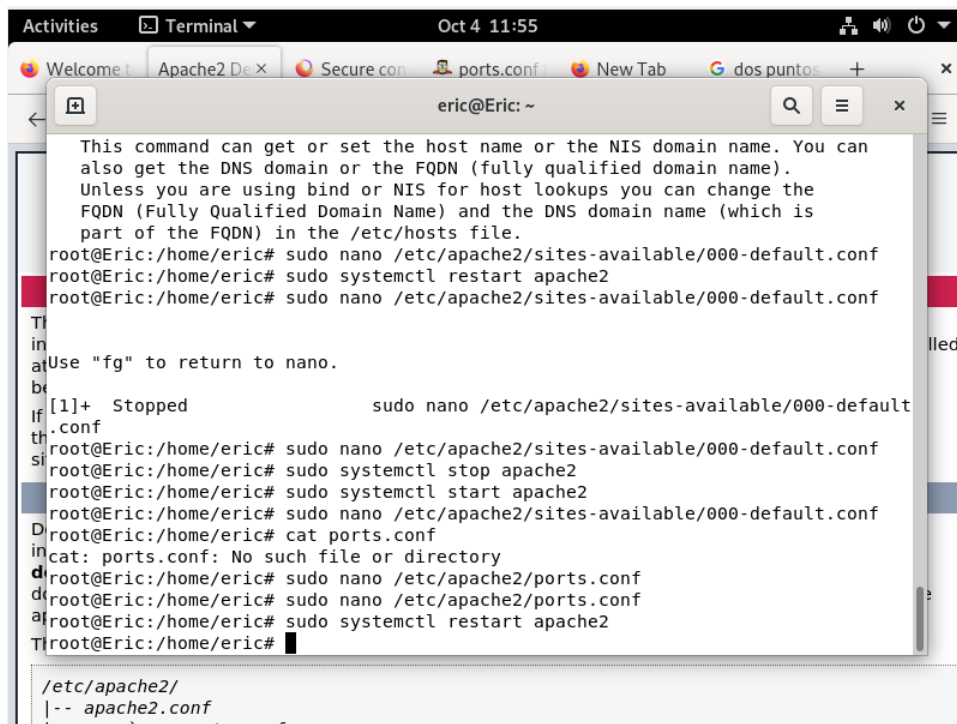 Activities Terminal Oct 4 11:55
Welcome t Apache2 De × Secure con ports.conf New Tab dos puntos + ×
eric@Eric: ~
This command can get or set the host name or the NIS domain name. You can
also get the DNS domain or the FQDN (fully qualified domain name).
Unless you are using bind or NIS for host lookups you can change the
FQDN (Fully Qualified Domain Name) and the DNS domain name (which is
part of the FQDN) in the /etc/hosts file.
root@Eric:/home/eric# sudo nano /etc/apache2/sites-available/000-default.conf
root@Eric:/home/eric# sudo systemctl restart apache2
root@Eric:/home/eric# sudo nano /etc/apache2/sites-available/000-default.conf
Use "fg" to return to nano.
[1]+  Stopped                 sudo nano /etc/apache2/sites-available/000-default
.conf
root@Eric:/home/eric# sudo nano /etc/apache2/sites-available/000-default.conf
root@Eric:/home/eric# sudo systemctl stop apache2
root@Eric:/home/eric# sudo systemctl start apache2
root@Eric:/home/eric# sudo nano /etc/apache2/sites-available/000-default.conf
root@Eric:/home/eric# cat ports.conf
cat: ports.conf: No such file or directory
root@Eric:/home/eric# sudo nano /etc/apache2/ports.conf
root@Eric:/home/eric# sudo nano /etc/apache2/ports.conf
root@Eric:/home/eric# sudo systemctl restart apache2
root@Eric:/home/eric#
/etc/apache2/
|-- apache2.conf